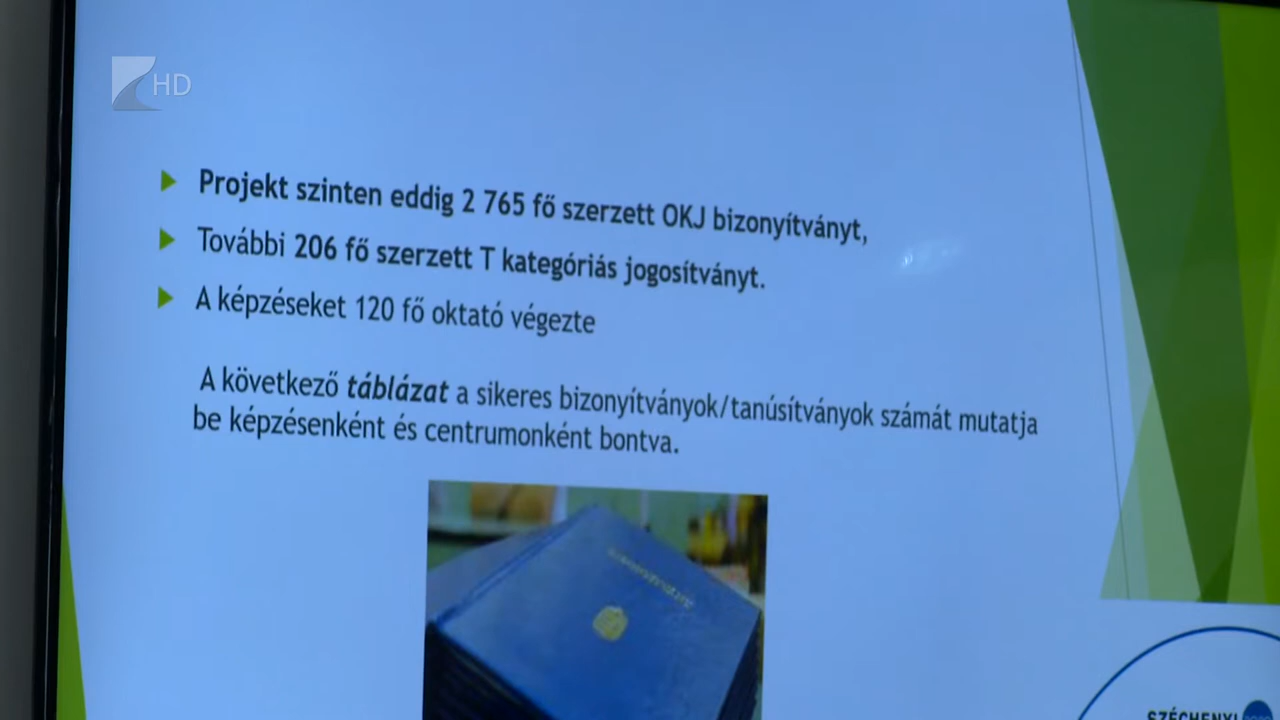 HD
Projekt szinten eddig 2 765 fő szerzett OKJ bizonyítványt,
További 206 fő szerzett T kategóriás jogosítványt.
A képzéseket 120 fő oktató végezte
A következő táblázat a sikeres bizonyítványok/tanúsítványok számát mutatja
be képzésenként és centrumonként bontva.
SZÉCHENYI